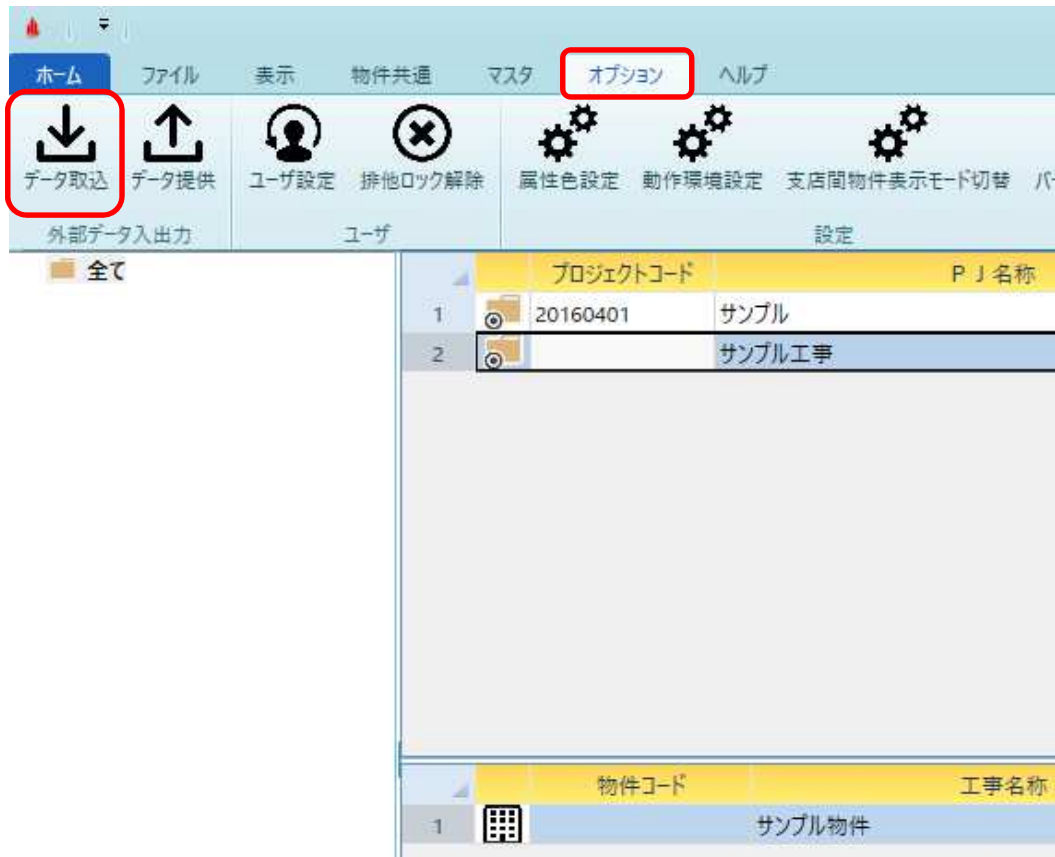 ホーム ファイル 表示 物件共通 マスタ オプション ヘルプ
データ取込 データ提供 ユーザ設定 排他ロック解除 属性色設定 動作環境設定 支店間物件表示モード切替 バー
外部データ入出力 ユーザ 設定
全て
プロジェクトコード PJ名称
1 20160401 サンプル
2 サンプル工事
物件コード 工事名称
1 サンプル物件